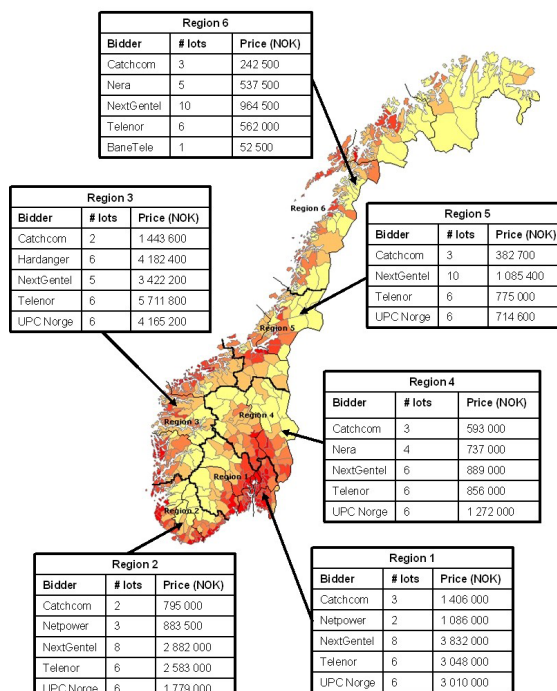 Region 6
Bidder # lots Price (NOK)
Catchcom 3 242 500
Nera 5 537 500
NextGentel 10 964 500
Telenor 6 562 000
BaneTele 1 52 500
Region 3
Bidder # lots Price (NOK)
Catchcom 2 1 443 600
Hardanger 6 4 182 400
NextGentel 5 3 422 200
Telenor 6 5 711 800
UPC Norge 6 4 165 200
Region 6
Region 5
Bidder # lots Price (NOK)
Catchcom 3 382 700
NextGentel 10 1 085 400
Telenor 6 775 000
UPC Norge 6 714 600
Region 5
Region 4
Bidder # lots Price (NOK)
Catchcom 3 593 000
Nera 4 737 000
NextGentel 6 889 000
Telenor 6 856 000
UPC Norge 6 1 272 000
Region 4
Region 3
Region 1
Region 2
Region 2
Bidder # lots Price (NOK)
Catchcom 2 795 000
Netpower 3 883 500
NextGentel 8 2 882 000
Telenor 6 2 583 000
UPC Norge 6 1 779 000
Region 1
Bidder # lots Price (NOK)
Catchcom 3 1 406 000
Netpower 2 1 086 000
NextGentel 8 3 832 000
Telenor 6 3 048 000
UPC Norge 6 3 010 000